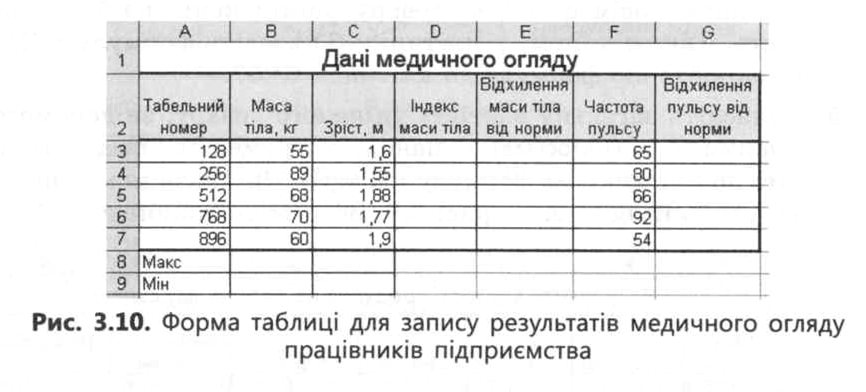 A B C D E F G
1 Дані медичного огляду
2 Табельний номер Маса тіла, кг Зріст, м Індекс маси тіла Відхилення маси тіла від норми Частота пульсу Відхилення пульсу від норми
3 128 55 1,6 65
4 256 89 1,55 80
5 512 68 1,88 66
6 768 70 1,77 92
7 896 60 1,9 54
8 Макс
9 Мін
Рис. 3.10. Форма таблиці для запису результатів медичного огляду
працівників підприємства